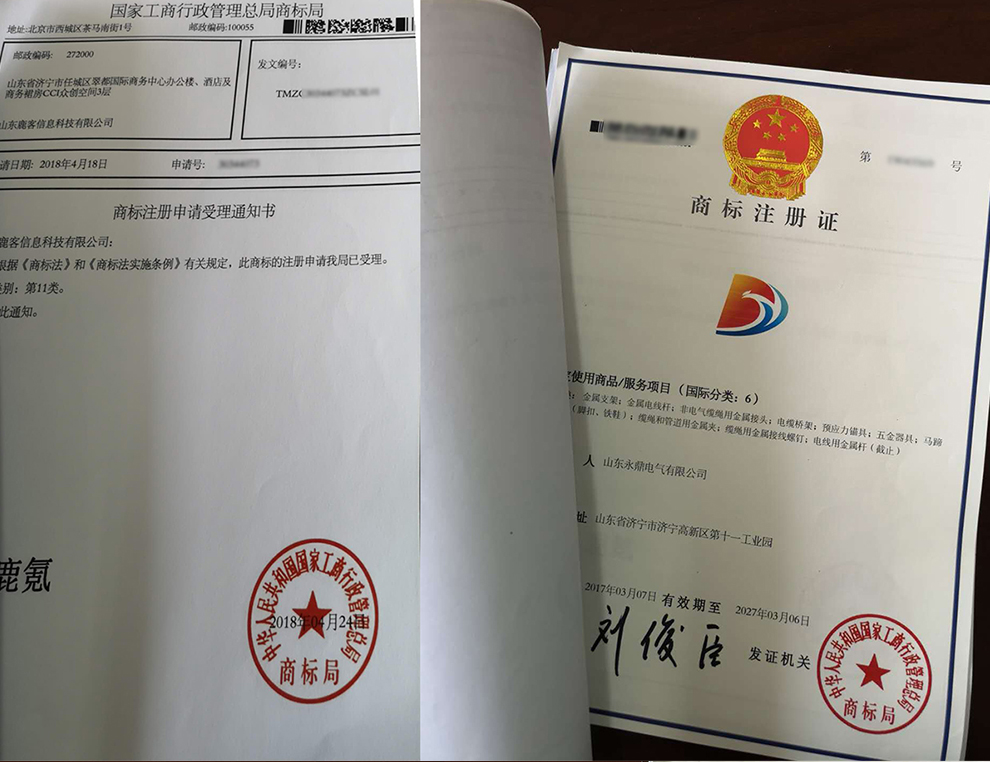 国家工商行政管理总局商标局
地址:北京市西城区茶马南街1号 邮政编码:100055
邮政编码: 272000
山东省济宁市任城区翠都国际商务中心办公楼、酒店及
商务裙房CCI众创空间3层
山东鹿客信息科技有限公司
发文编号:
TMZC
请日期: 2018年4月18日 申请号:
商标注册申请受理通知书
鹿客信息科技有限公司:
根据《商标法》和《商标法实施条例》有关规定，此商标的注册申请我局已受理。
类别: 第11类。
此通知。
鹿氪
中华人民共和国国家工商行政管理总局
2018年04月24日
商标局
第 号
商标注册证
定使用商品/服务项目（国际分类: 6）
金属支架；金属电线杆；非电气缆绳用金属接头；电缆桥架；预应力锚具；五金器具；马蹄
（脚扣、铁鞋）；缆绳和管道用金属夹；缆绳用金属接线螺钉；电线用金属杆（截止）
人 山东永鼎电气有限公司
址 山东省济宁市济宁高新区第十一工业园
2017年03月07日 有效期至 2027年03月06日
刘俊臣 发证机关
中华人民共和国国家工商行政管理总局
商标局